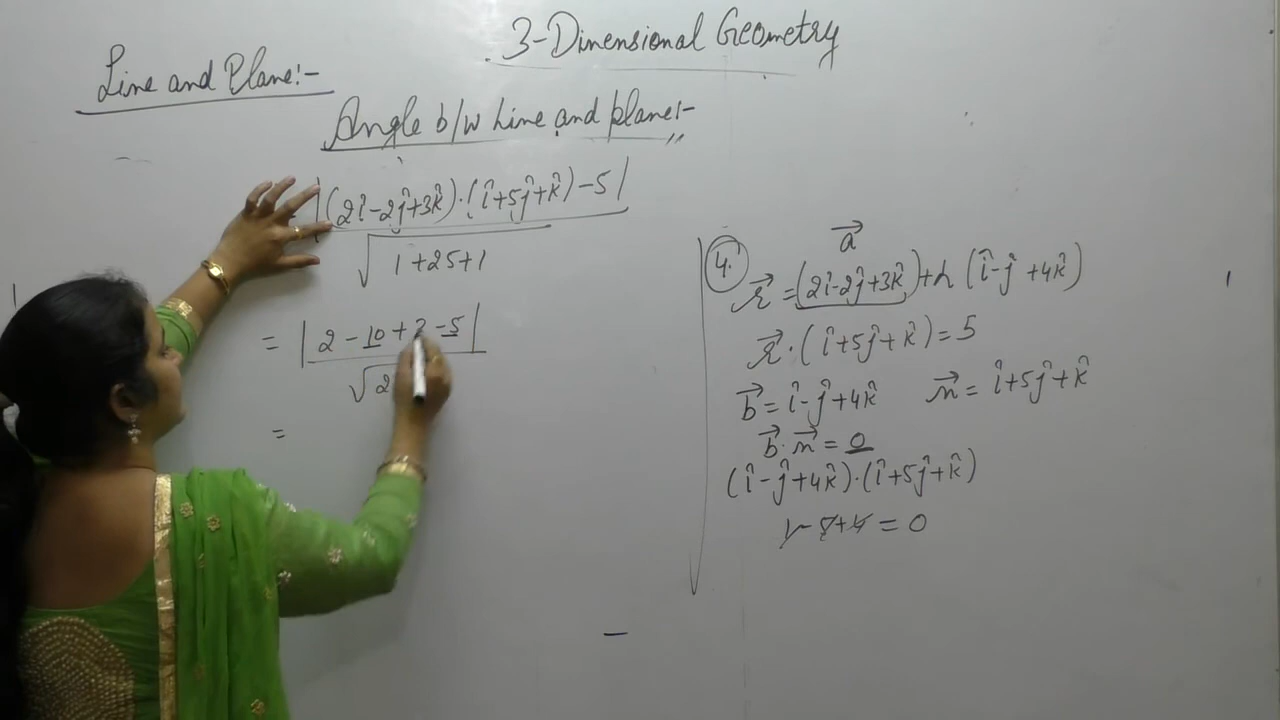 3-Dimensional Geometry
Line and Plane:-
Angle b/w Line and plane:-
|(2î-2ĵ+3k̂)·(î+5ĵ+k̂)-5|
√1+25+1
= |2-10+3-5|
√2
=
4.
a⃗
r⃗ = (2î-2ĵ+3k̂)+λ(î-ĵ+4k̂)
r⃗·(î+5ĵ+k̂)=5
b⃗ = î-ĵ+4k̂ n⃗ = î+5ĵ+k̂
b⃗·n⃗ = 0
(î-ĵ+4k̂)·(î+5ĵ+k̂)
1-5+4 = 0